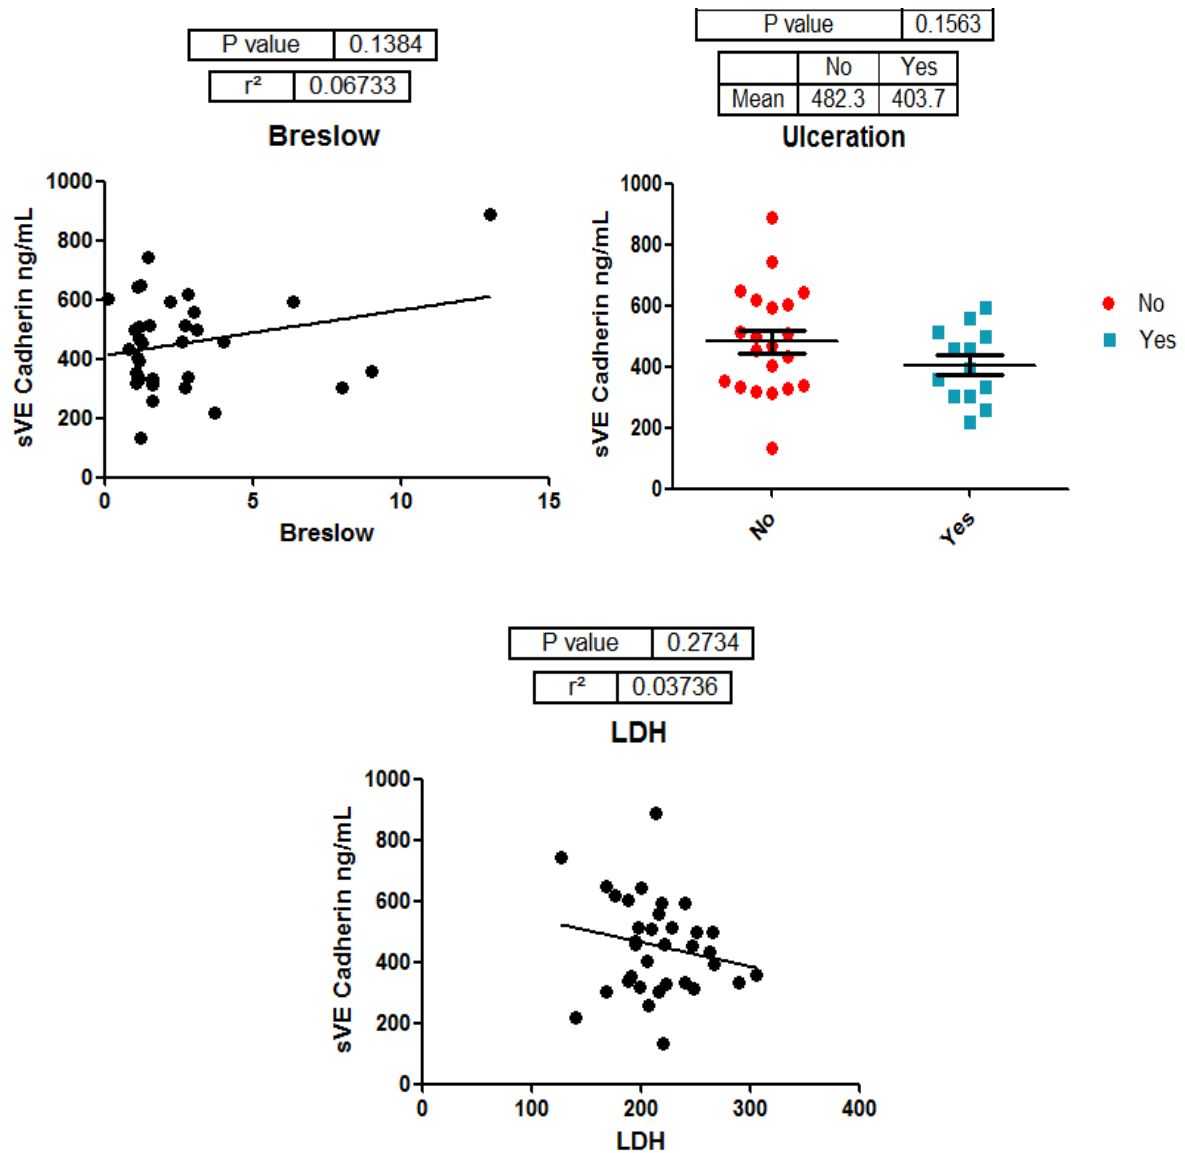 P value 0.1384
r² 0.06733
Breslow
1000
800
600
400
200
0
0 5 10 15
sVE Cadherin ng/mL
Breslow
P value 0.1563
No Yes
Mean 482.3 403.7
Ulceration
1000
800
600
400
200
0
sVE Cadherin ng/mL
No Yes
No
Yes
P value 0.2734
r² 0.03736
LDH
1000
800
600
400
200
0
0 100 200 300 400
sVE Cadherin ng/mL
LDH